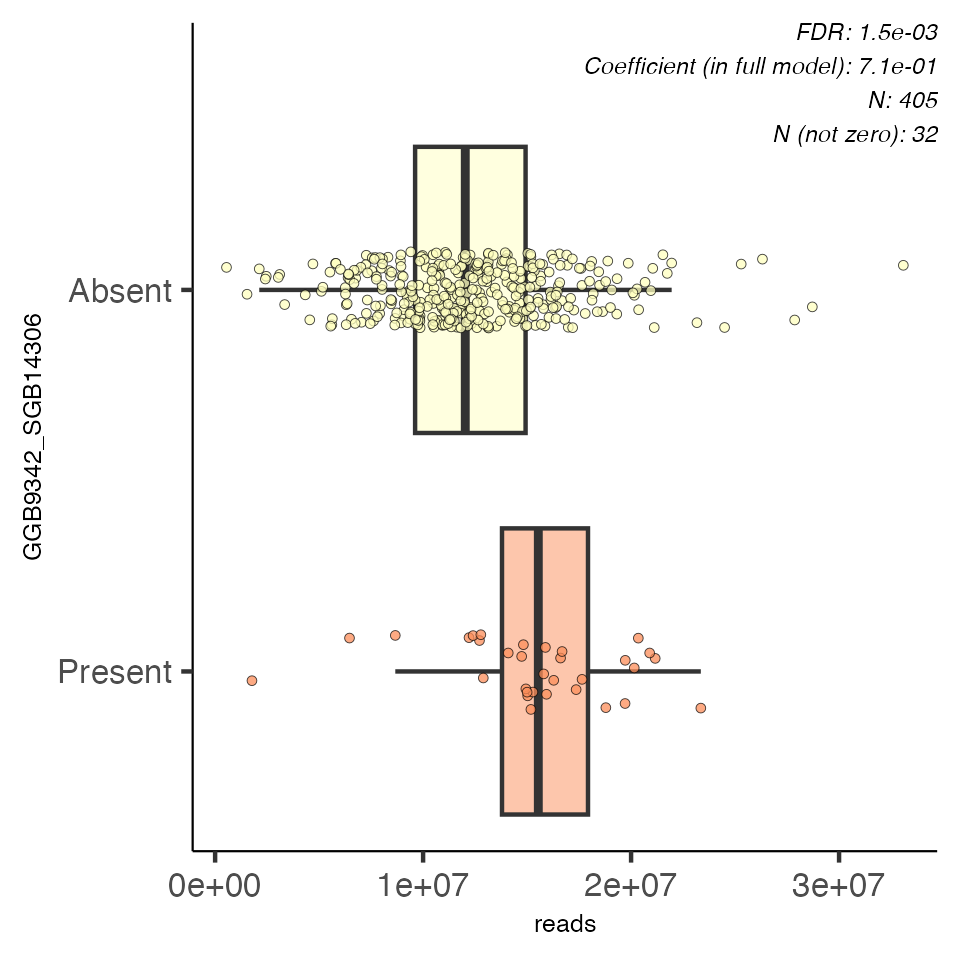 FDR: 1.5e-03
Coefficient (in full model): 7.1e-01
N: 405
N (not zero): 32
GGB9342_SGB14306
Absent
Present
0e+00 1e+07 2e+07 3e+07
reads